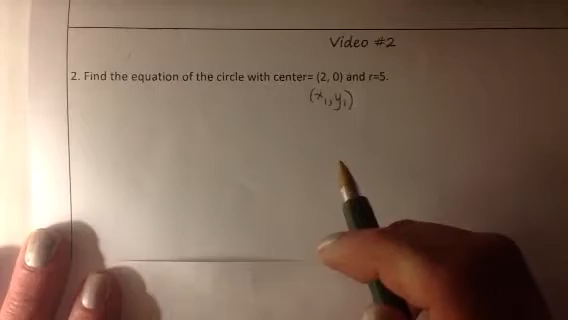 Video #2
2. Find the equation of the circle with center= (2, 0) and r=5.
(x₁, y₁)